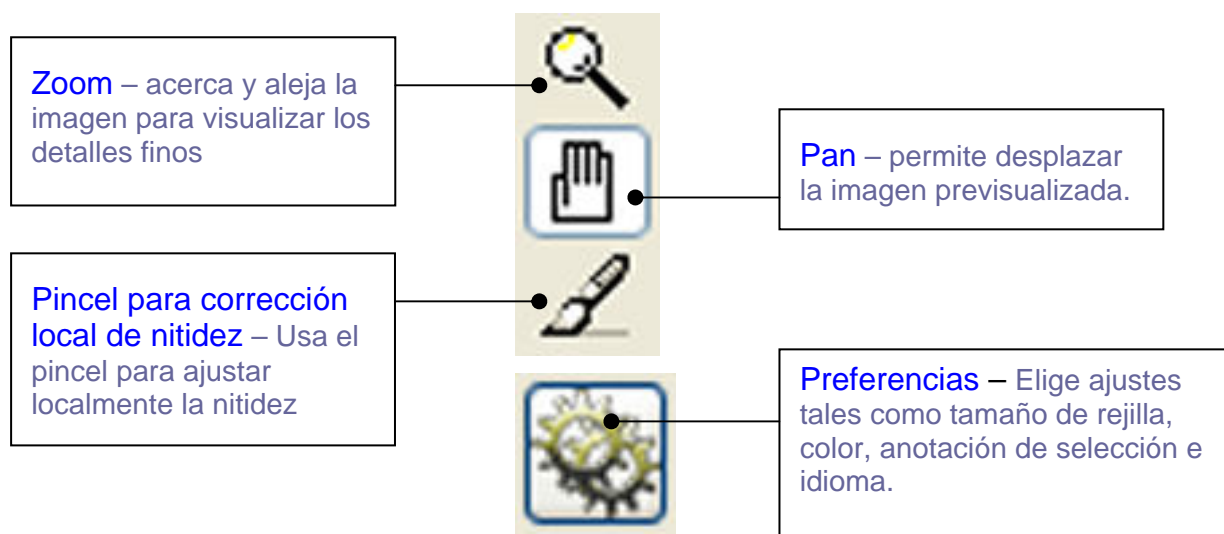 Zoom – acerca y aleja la
imagen para visualizar los
detalles finos
Pan – permite desplazar
la imagen previsualizada.
Pincel para corrección
local de nitidez – Usa el
pincel para ajustar
localmente la nitidez
Preferencias – Elige ajustes
tales como tamaño de rejilla,
color, anotación de selección e
idioma.